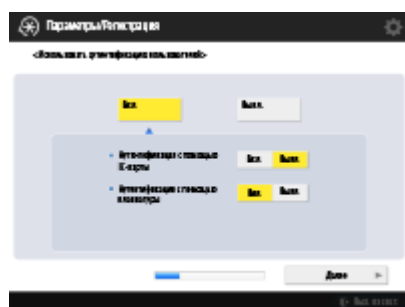 Параметры/Регистрация
<Использовать аутентификацию пользователей>
Вкл. Выкл.
Аутентификация с помощью
IC-карты
Вкл. Выкл.
Аутентификация с помощью
клавиатуры
Вкл. Выкл.
Далее